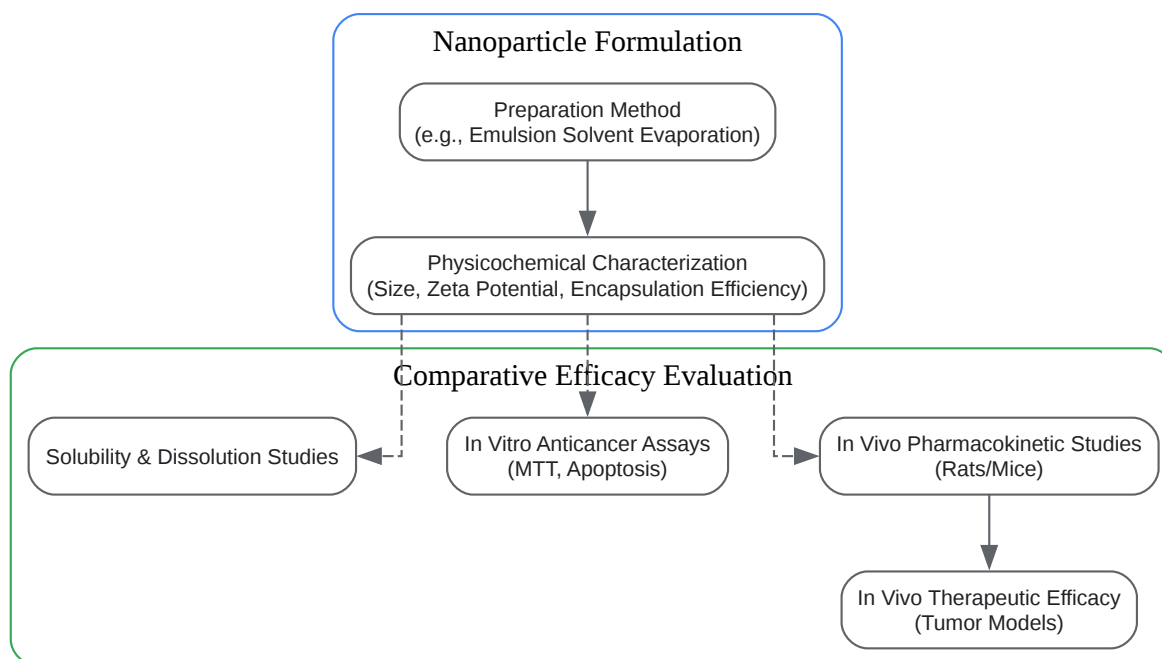 Nanoparticle Formulation
Preparation Method
(e.g., Emulsion Solvent Evaporation)
Physicochemical Characterization
(Size, Zeta Potential, Encapsulation Efficiency)
Comparative Efficacy Evaluation
Solubility & Dissolution Studies
In Vitro Anticancer Assays
(MTT, Apoptosis)
In Vivo Pharmacokinetic Studies
(Rats/Mice)
In Vivo Therapeutic Efficacy
(Tumor Models)